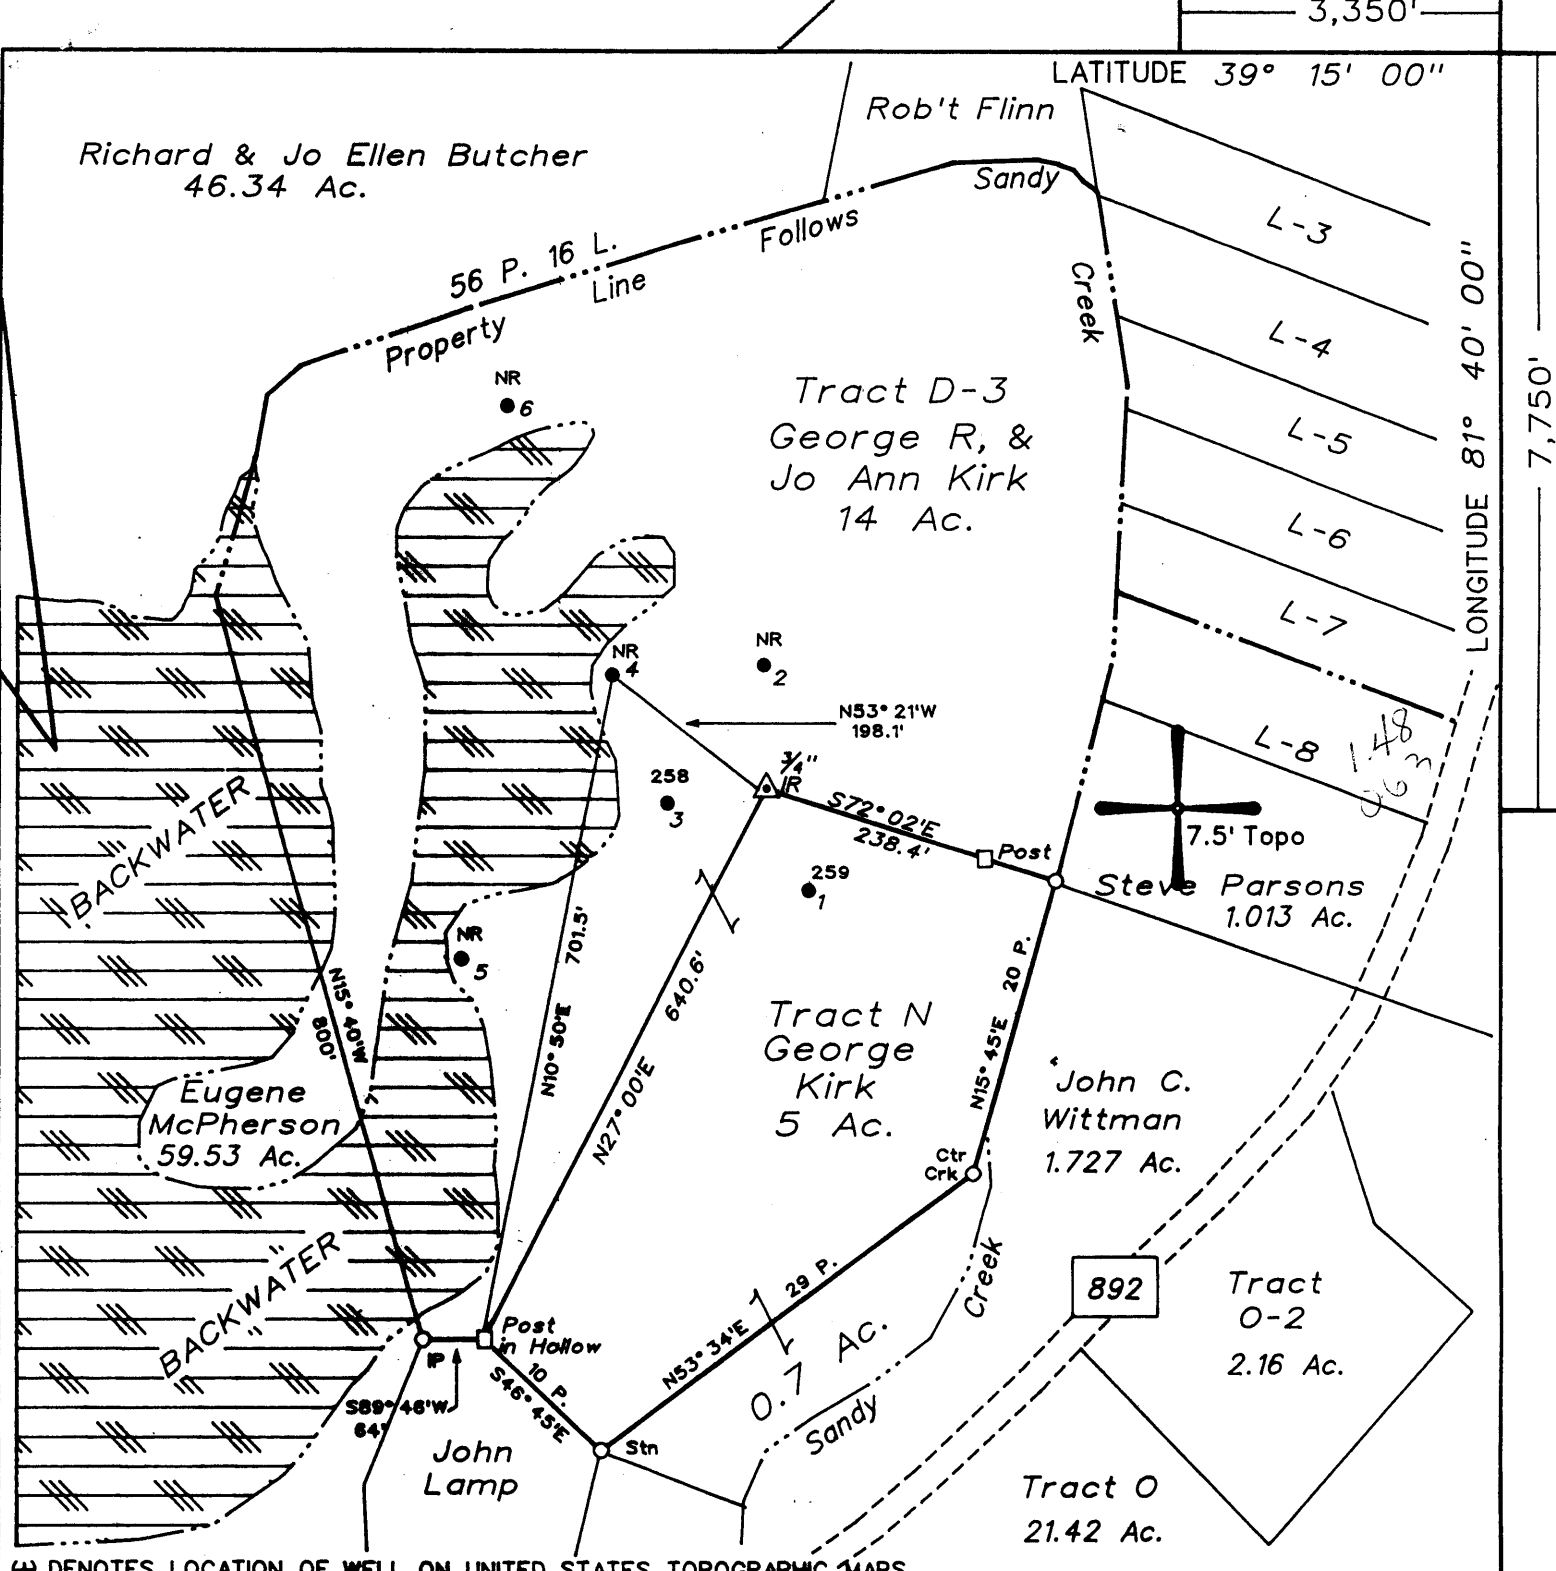 3,350'
LATITUDE 39° 15' 00"
Rob't Flinn
Richard & Jo Ellen Butcher
46.34 Ac.
Sandy
Creek
56 P. 16 L.
Property Line Follows
L-3
L-4
L-5
L-6
L-7
L-8
LONGITUDE 81° 40' 00"
7,750'
1.48
NR
6
Tract D-3
George R, &
Jo Ann Kirk
14 Ac.
NR
4
NR
2
N53° 21'W
198.1'
3/4"
IR
258
3
S72° 02'E
238.4'
Post
259
1
7.5' Topo
Steve Parsons
1.013 Ac.
BACKWATER
NR
5
701.5'
N10° 50'E
640.6'
N27° 00'E
N15° 40'W
800'
20 P.
N15° 45'E
Tract N
George
Kirk
5 Ac.
John C.
Wittman
1.727 Ac.
Eugene
McPherson
59.53 Ac.
Ctr
Crk
BACKWATER
Creek
892
Tract
O-2
2.16 Ac.
29 P.
N53° 34'E
Post
in Hollow
IP
10 P.
S46° 45'E
S89° 46'W
64'
0.7 Ac.
Sandy
Stn
John
Lamp
Tract O
21.42 Ac.
DENOTES LOCATION OF WELL ON UNITED STATES TOPOGRAPHIC MAPS